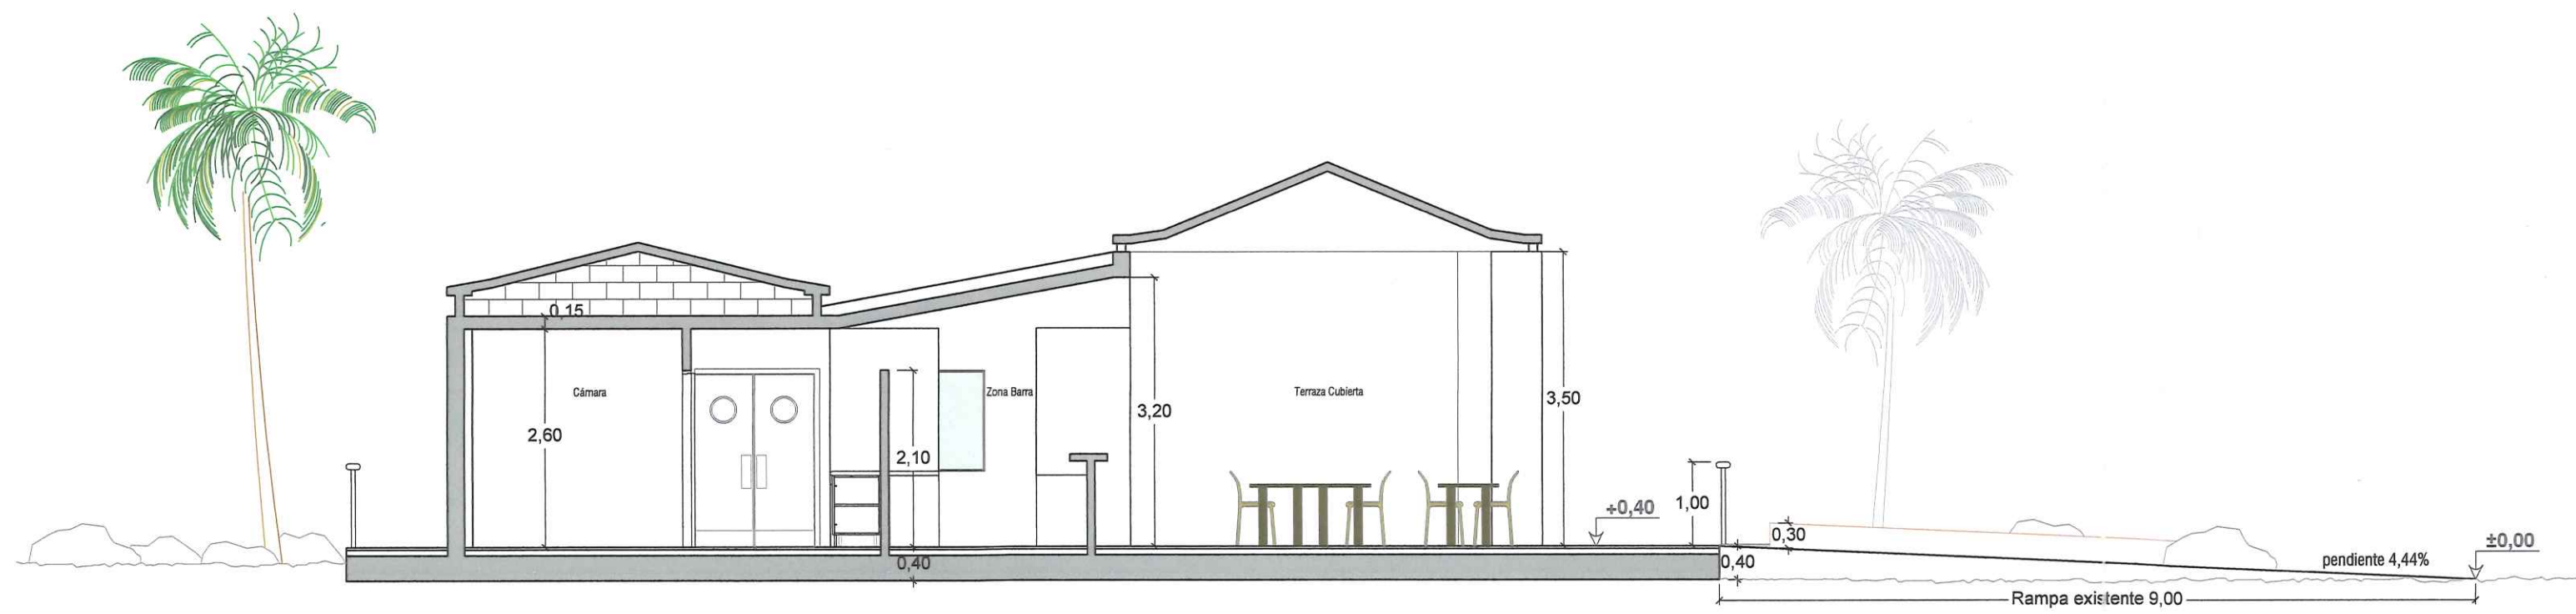 0,15
Cámara
Zona Barra
Terraza Cubierta
3,50
3,20
2,60
2,10
1,00
+0,40
0,30
±0,00
0,40
0,40
pendiente 4,44%
Rampa existente 9,00